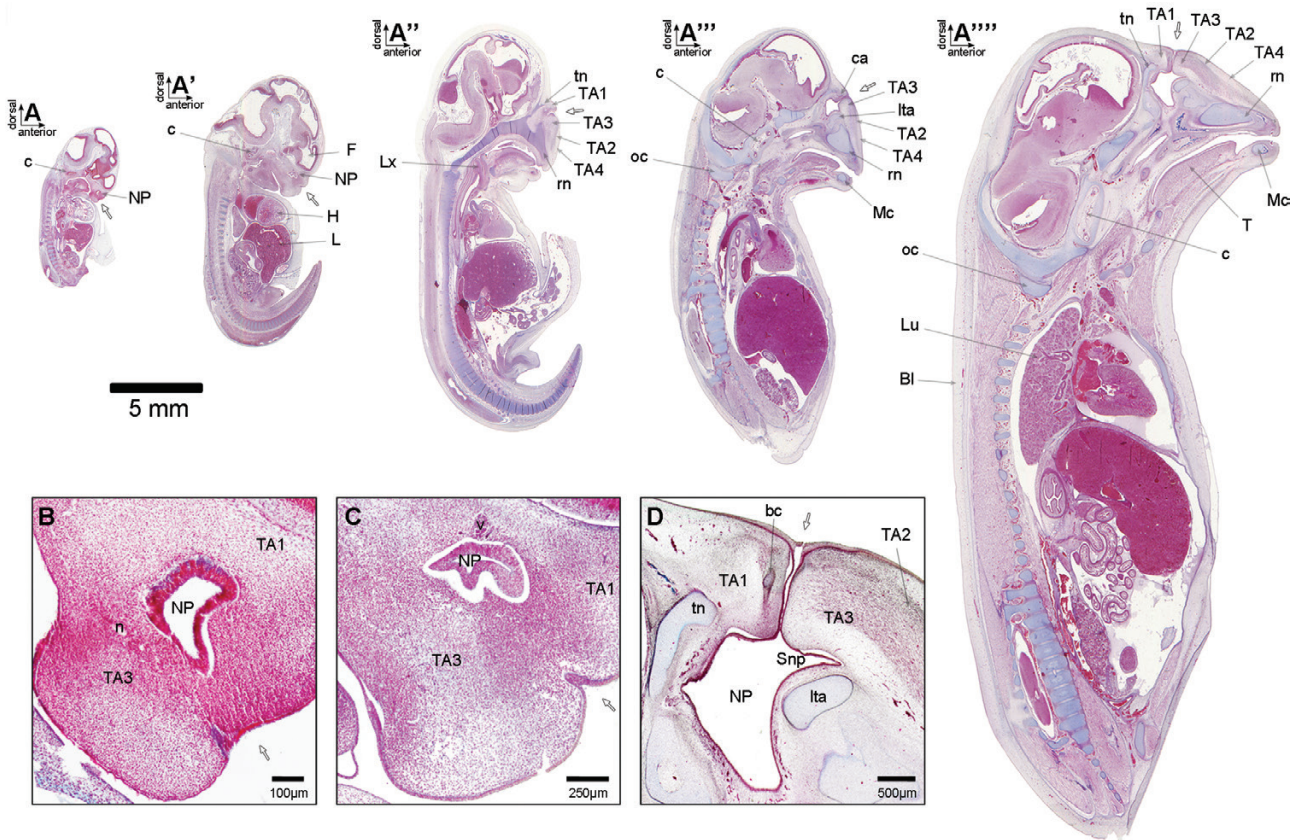 A
dorsal
anterior
c
NP
A'
dorsal
anterior
c
F
NP
H
L
5 mm
A''
dorsal
anterior
tn
TA1
TA3
TA2
TA4
rn
Lx
A'''
dorsal
anterior
c
ca
TA3
lta
TA2
TA4
rn
oc
Mc
A''''
dorsal
anterior
tn
TA1
TA3
TA2
TA4
rn
Mc
T
c
oc
Lu
Bl
B
TA1
NP
n
TA3
100µm
C
v
NP
TA1
TA3
250µm
D
bc
TA2
TA1
tn
TA3
Snp
NP
lta
500µm